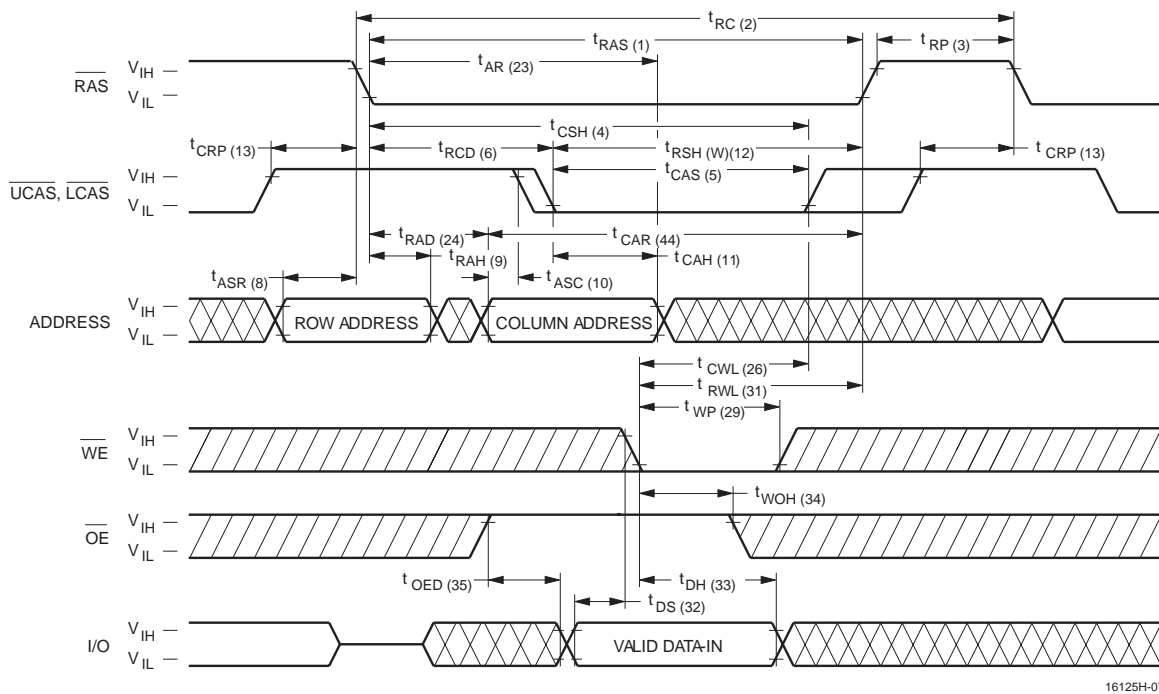 t RC (2)
t RAS (1)
t RP (3)
t AR (23)
RAS
V IH
V IL
t CSH (4)
t CRP (13)
t RCD (6)
t RSH (W)(12)
t CRP (13)
t CAS (5)
UCAS, LCAS
V IH
V IL
t RAD (24)
t CAR (44)
t RAH (9)
t CAH (11)
t ASR (8)
t ASC (10)
ADDRESS
V IH
V IL
ROW ADDRESS
COLUMN ADDRESS
t CWL (26)
t RWL (31)
t WP (29)
WE
V IH
V IL
t WOH (34)
OE
V IH
V IL
t OED (35)
t DH (33)
t DS (32)
I/O
V IH
V IL
VALID DATA-IN